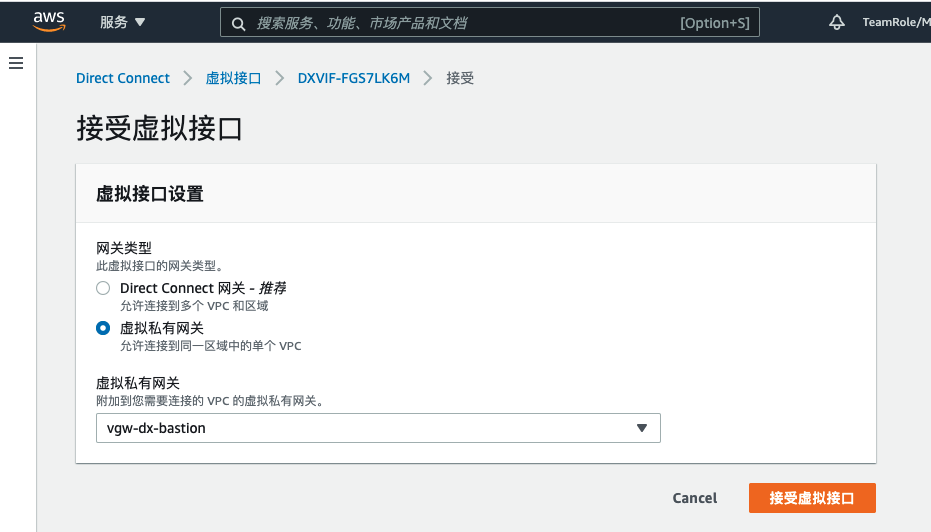 aws 服务 搜索服务、功能、市场产品和文档 [Option+S] TeamRole/M
Direct Connect 虚拟接口 DXVIF-FGS7LK6M 接受
接受虚拟接口
虚拟接口设置
网关类型
此虚拟接口的网关类型。
Direct Connect 网关 - 推荐
允许连接到多个 VPC 和区域
虚拟私有网关
允许连接到同一区域中的单个 VPC
虚拟私有网关
附加到您需要连接的 VPC 的虚拟私有网关。
vgw-dx-bastion
Cancel 接受虚拟接口